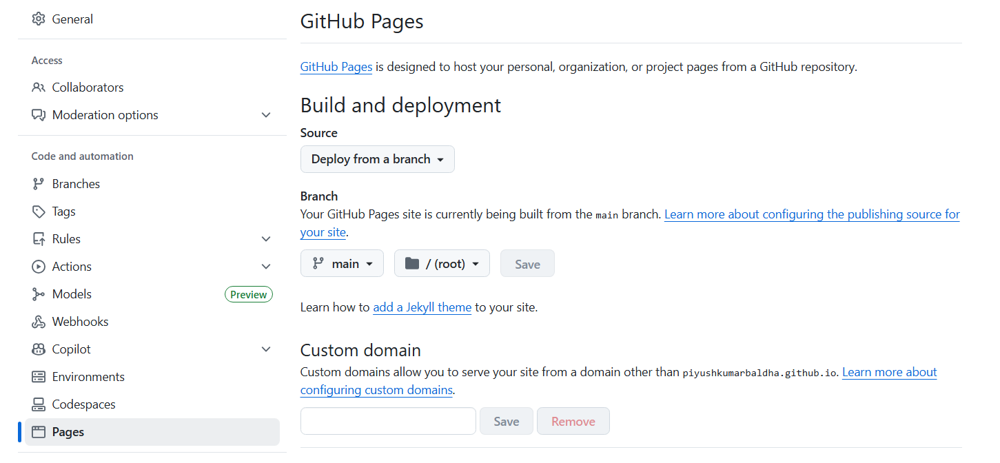 General
Access
Collaborators
Moderation options
Code and automation
Branches
Tags
Rules
Actions
Models Preview
Webhooks
Copilot
Environments
Codespaces
Pages
GitHub Pages
GitHub Pages is designed to host your personal, organization, or project pages from a GitHub repository.
Build and deployment
Source
Deploy from a branch
Branch
Your GitHub Pages site is currently being built from the main branch. Learn more about configuring the publishing source for
your site.
main / (root) Save
Learn how to add a Jekyll theme to your site.
Custom domain
Custom domains allow you to serve your site from a domain other than piyushkumarbaldha.github.io. Learn more about
configuring custom domains.
Save Remove